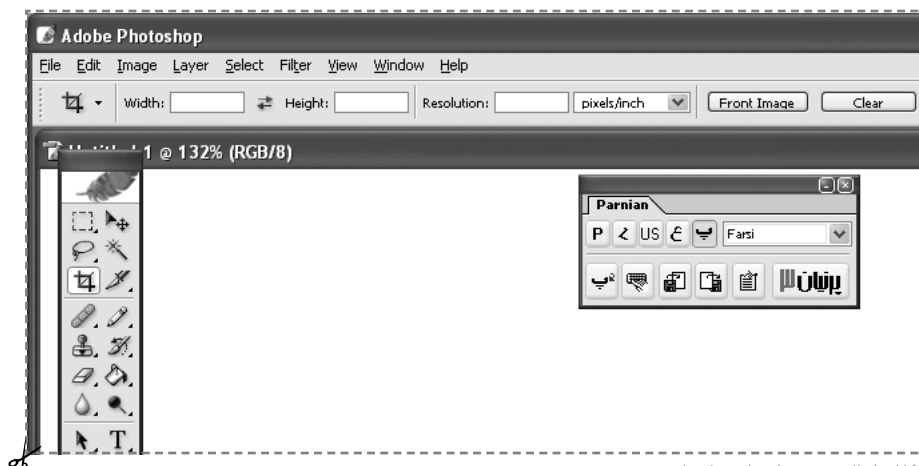 Adobe Photoshop
File Edit Image Layer Select Filter View Window Help
Width: Height: Resolution: pixels/inch Front Image Clear
1 @ 132% (RGB/8)
Parnian
P US Farsi
T